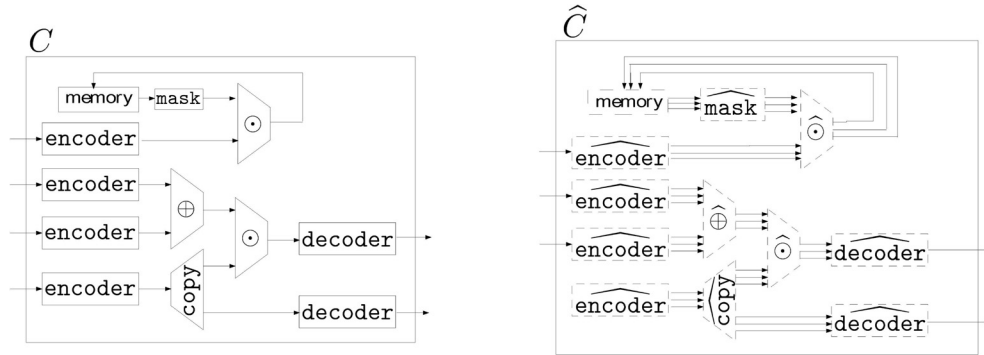 C
memory mask
⊙
encoder
encoder
⊕
encoder
⊙
decoder
encoder
copy
decoder
Ĉ
memory
mask
⊙
encoder
encoder
⊕
encoder
⊙
decoder
encoder
copy
decoder